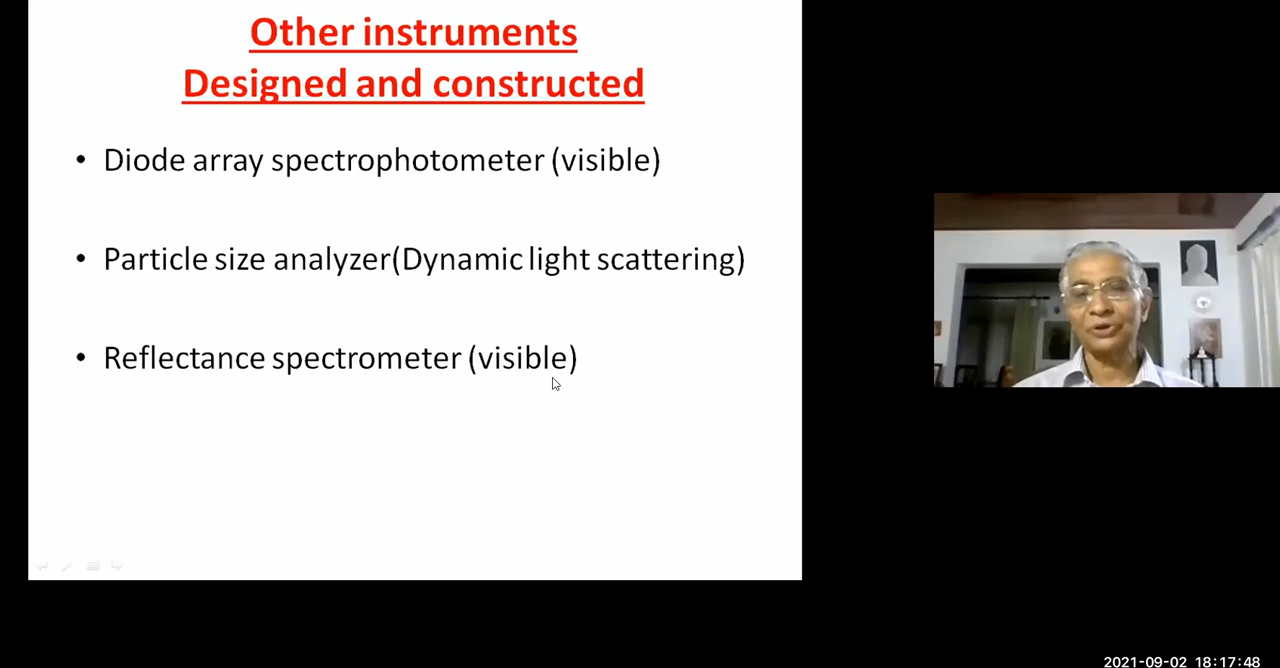 Other instruments
Designed and constructed
• Diode array spectrophotometer (visible)
• Particle size analyzer(Dynamic light scattering)
• Reflectance spectrometer (visible)
2021-09-02 18:17:48